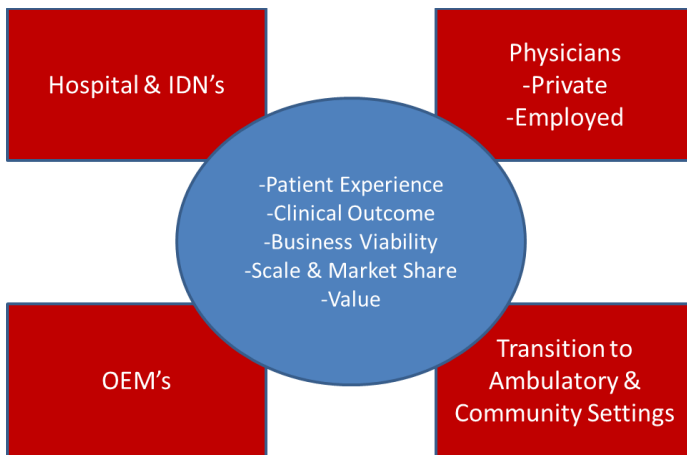 Hospital & IDN’s
Physicians
-Private
-Employed
-Patient Experience
-Clinical Outcome
-Business Viability
-Scale & Market Share
-Value
OEM’s
Transition to
Ambulatory &
Community Settings